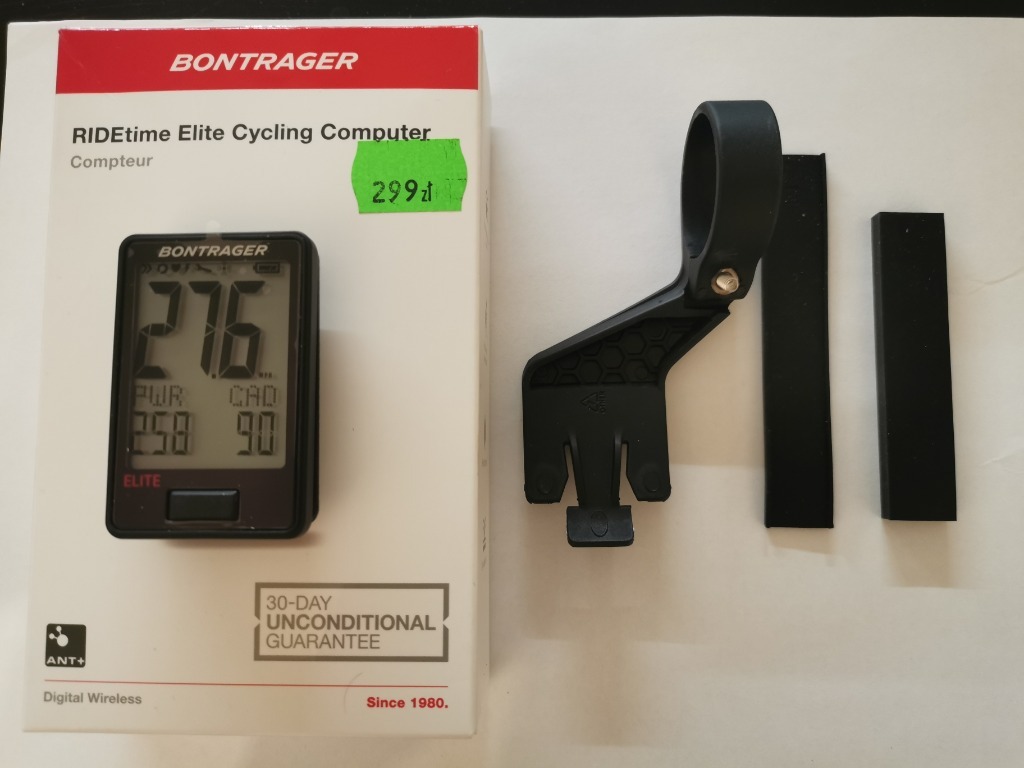 BONTRAGER
RIDEtime Elite Cycling Computer
Compteur
299zł
BONTRAGER
27.6
PWR CAD
258 90
ELITE
30-DAY
UNCONDITIONAL
GUARANTEE
ANT+
Digital Wireless
Since 1980.